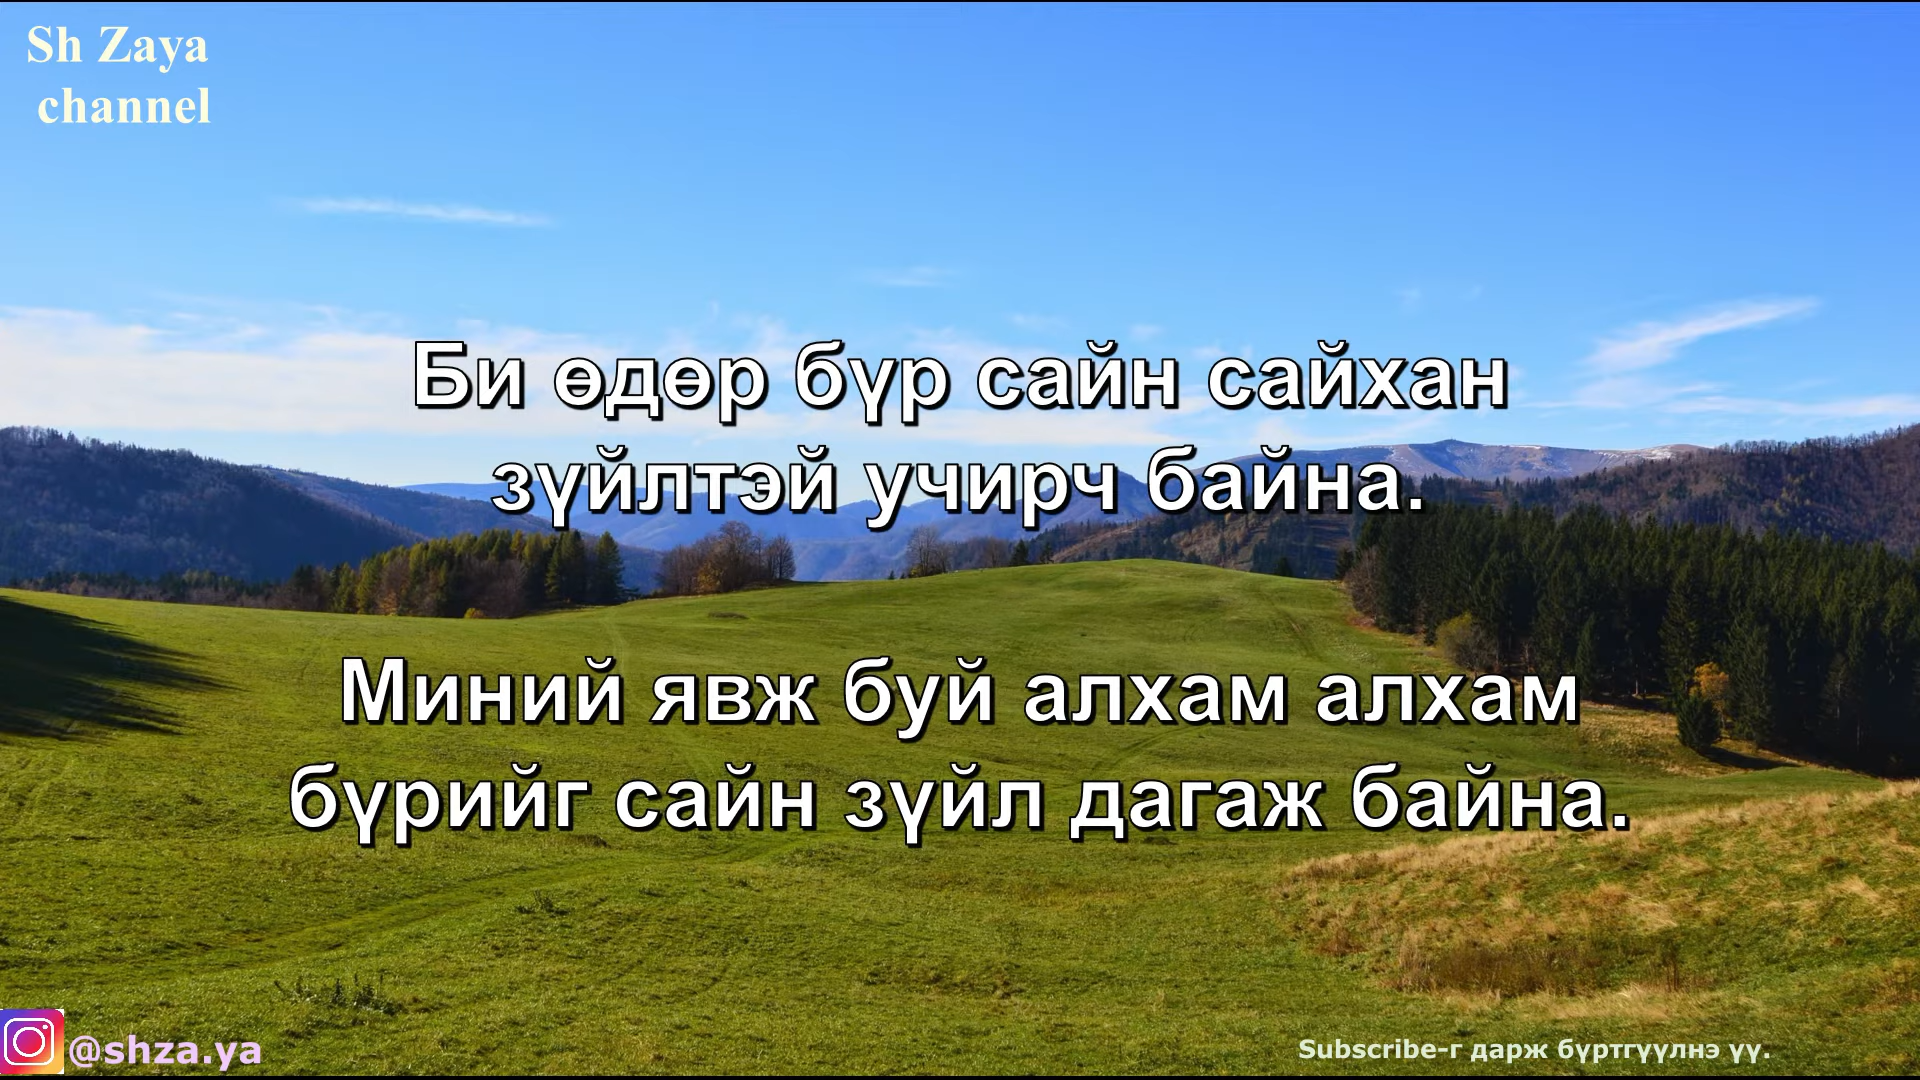 Sh Zaya
channel
Би өдөр бүр сайн сайхан
зүйлтэй учирч байна.
Миний явж буй алхам алхам
бүрийг сайн зүйл дагаж байна.
@shza.ya
Subscribe-г дарж бүртгүүлнэ үү.